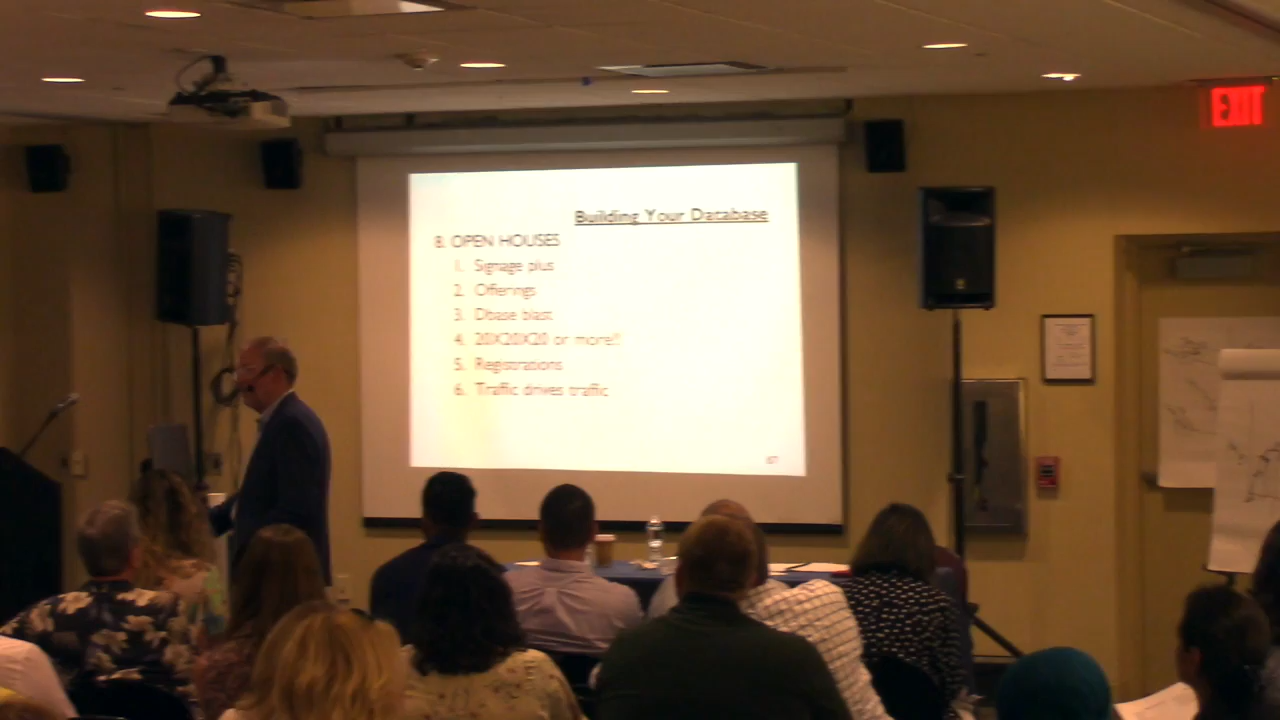 EXIT
Building Your Database
8. OPEN HOUSES
1. Signage plus
2. Offerings
3. Dbase blast
4. 20X20X20 or more!!
5. Registrations
6. Traffic drives traffic
67